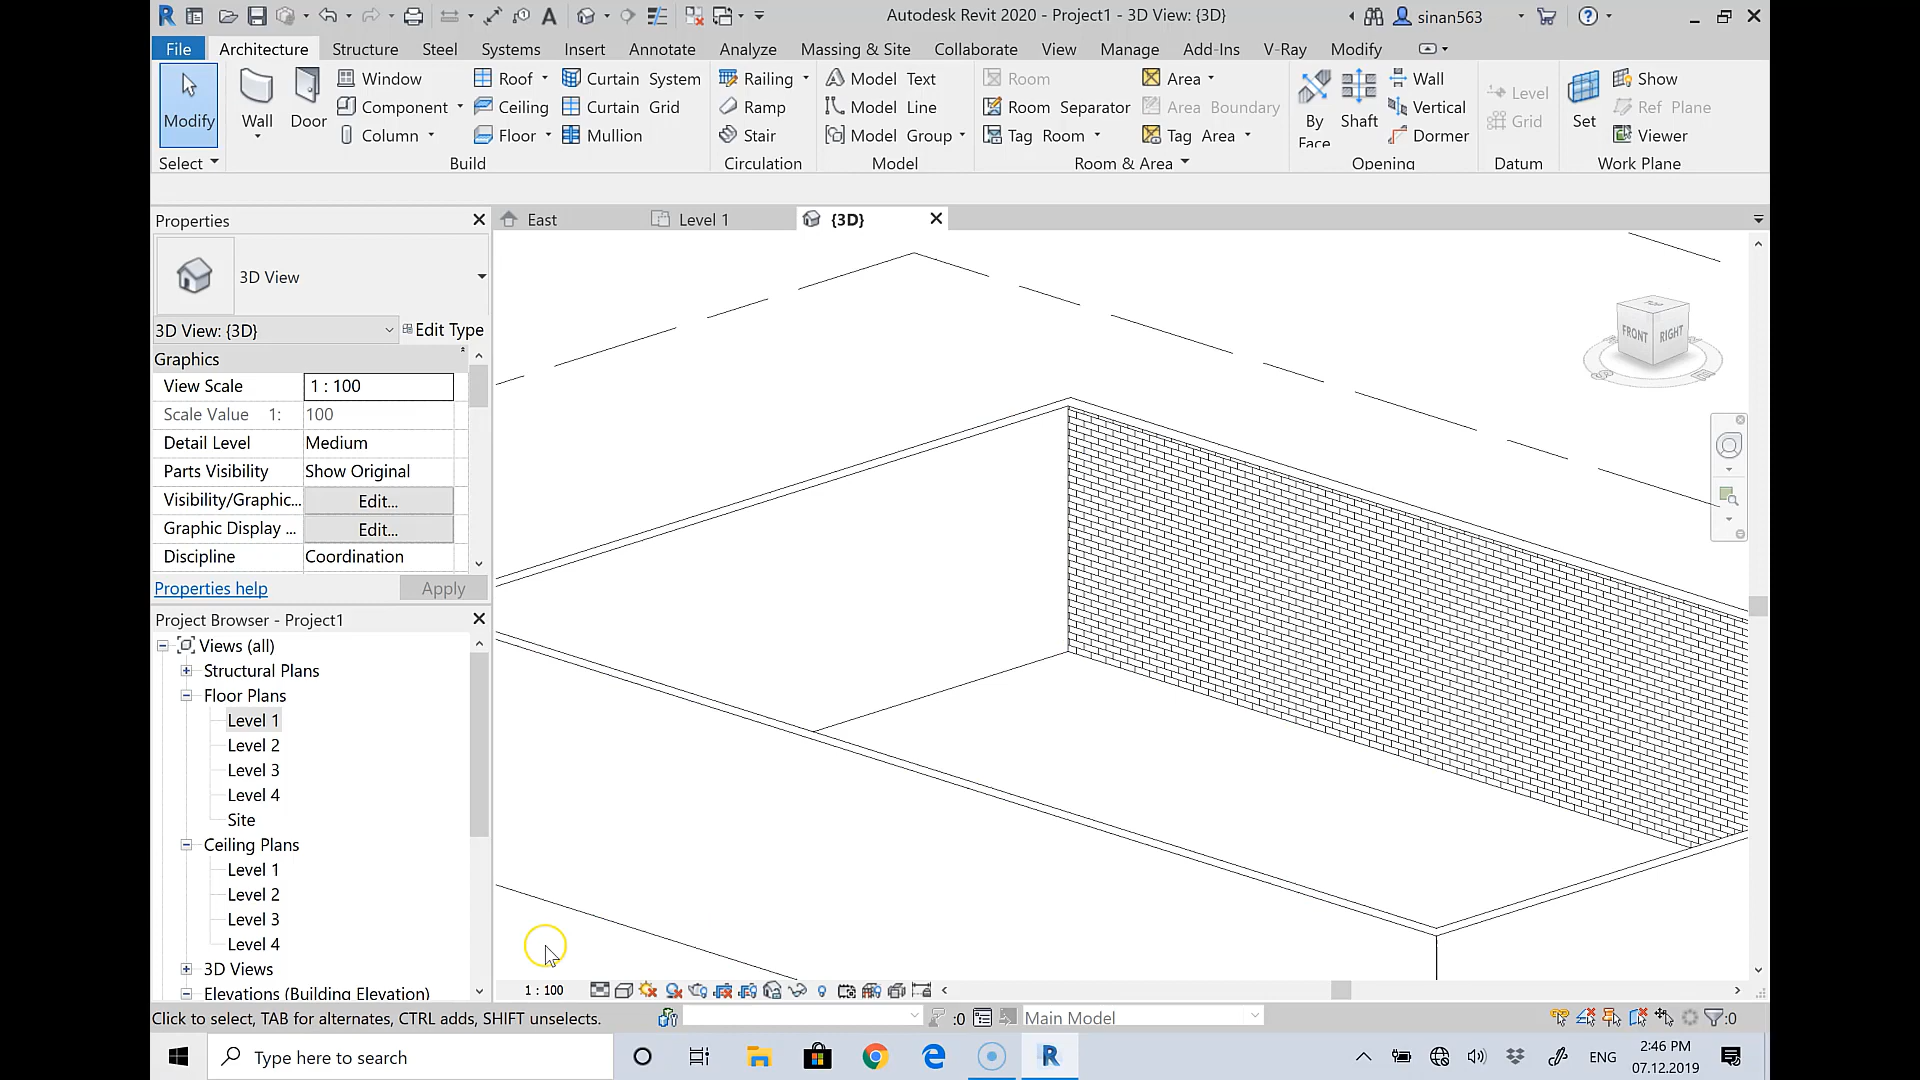 Autodesk Revit 2020 - Project1 - 3D View: {3D}
sinan563
File Architecture Structure Steel Systems Insert Annotate Analyze Massing & Site Collaborate View Manage Add-Ins V-Ray Modify
Modify
Select
Wall
Door
Window
Component
Column
Roof
Ceiling
Floor
Curtain System
Curtain Grid
Mullion
Build
Railing
Ramp
Stair
Circulation
Model Text
Model Line
Model Group
Model
Room
Room Separator
Tag Room
Area
Area Boundary
Tag Area
Room & Area
By
Face
Shaft
Wall
Vertical
Dormer
Opening
Level
Grid
Datum
Set
Show
Ref Plane
Viewer
Work Plane
Properties
East
Level 1
{3D}
3D View
3D View: {3D}
Edit Type
Graphics
View Scale 1 : 100
Scale Value 1: 100
Detail Level Medium
Parts Visibility Show Original
Visibility/Graphic... Edit...
Graphic Display ... Edit...
Discipline Coordination
Properties help
Apply
Project Browser - Project1
Views (all)
Structural Plans
Floor Plans
Level 1
Level 2
Level 3
Level 4
Site
Ceiling Plans
Level 1
Level 2
Level 3
Level 4
3D Views
Elevations (Building Elevation)
TOP
FRONT
RIGHT
1 : 100
Click to select, TAB for alternates, CTRL adds, SHIFT unselects.
:0
Main Model
:0
Type here to search
ENG
2:46 PM
07.12.2019